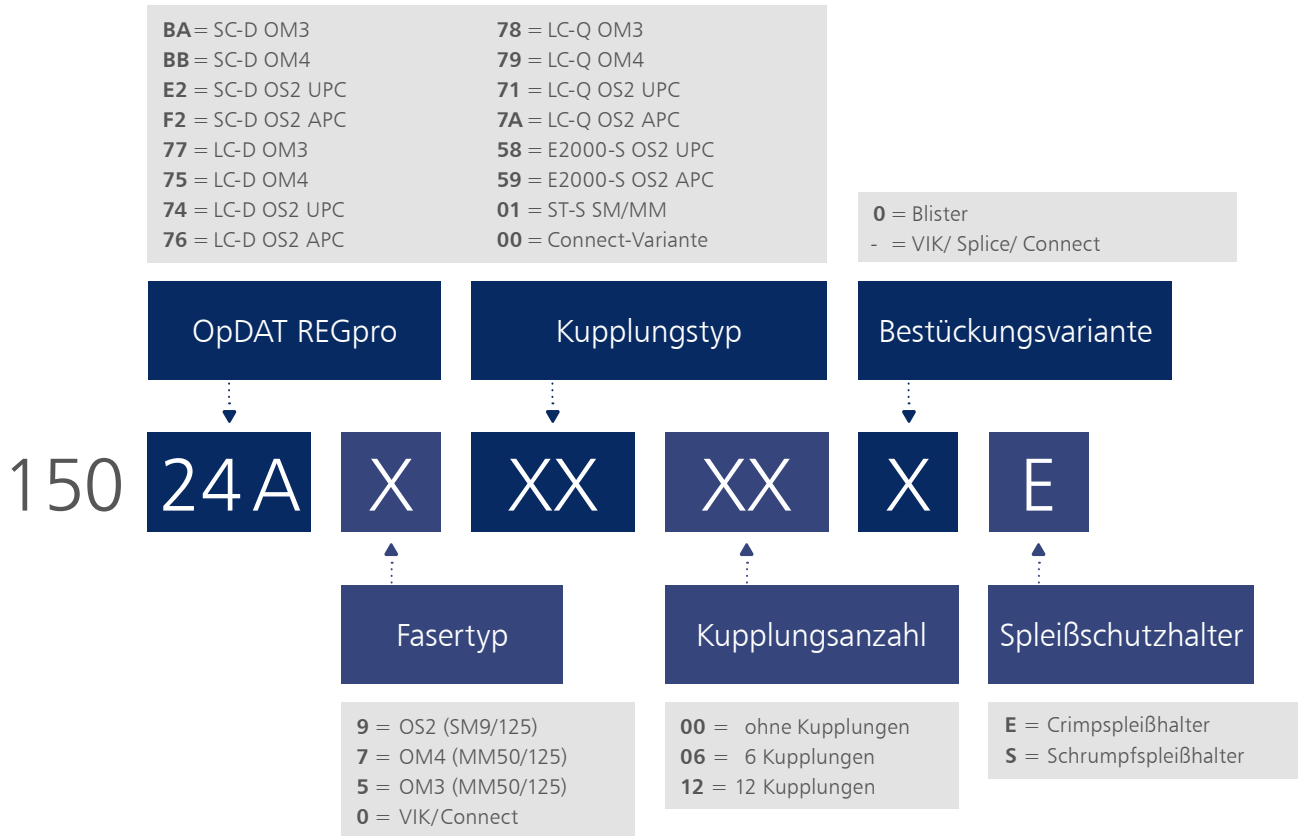 BA = SC-D OM3
BB = SC-D OM4
E2 = SC-D OS2 UPC
F2 = SC-D OS2 APC
77 = LC-D OM3
75 = LC-D OM4
74 = LC-D OS2 UPC
76 = LC-D OS2 APC
78 = LC-Q OM3
79 = LC-Q OM4
71 = LC-Q OS2 UPC
7A = LC-Q OS2 APC
58 = E2000-S OS2 UPC
59 = E2000-S OS2 APC
01 = ST-S SM/MM
00 = Connect-Variante
0 = Blister
- = VIK/ Splice/ Connect
OpDAT REGpro
Kupplungstyp
Bestückungsvariante
150 24 A X XX XX X E
Fasertyp
Kupplungsanzahl
Spleißschutzhalter
9 = OS2 (SM9/125)
7 = OM4 (MM50/125)
5 = OM3 (MM50/125)
0 = VIK/Connect
00 = ohne Kupplungen
06 = 6 Kupplungen
12 = 12 Kupplungen
E = Crimpspleißhalter
S = Schrumpfspleißhalter